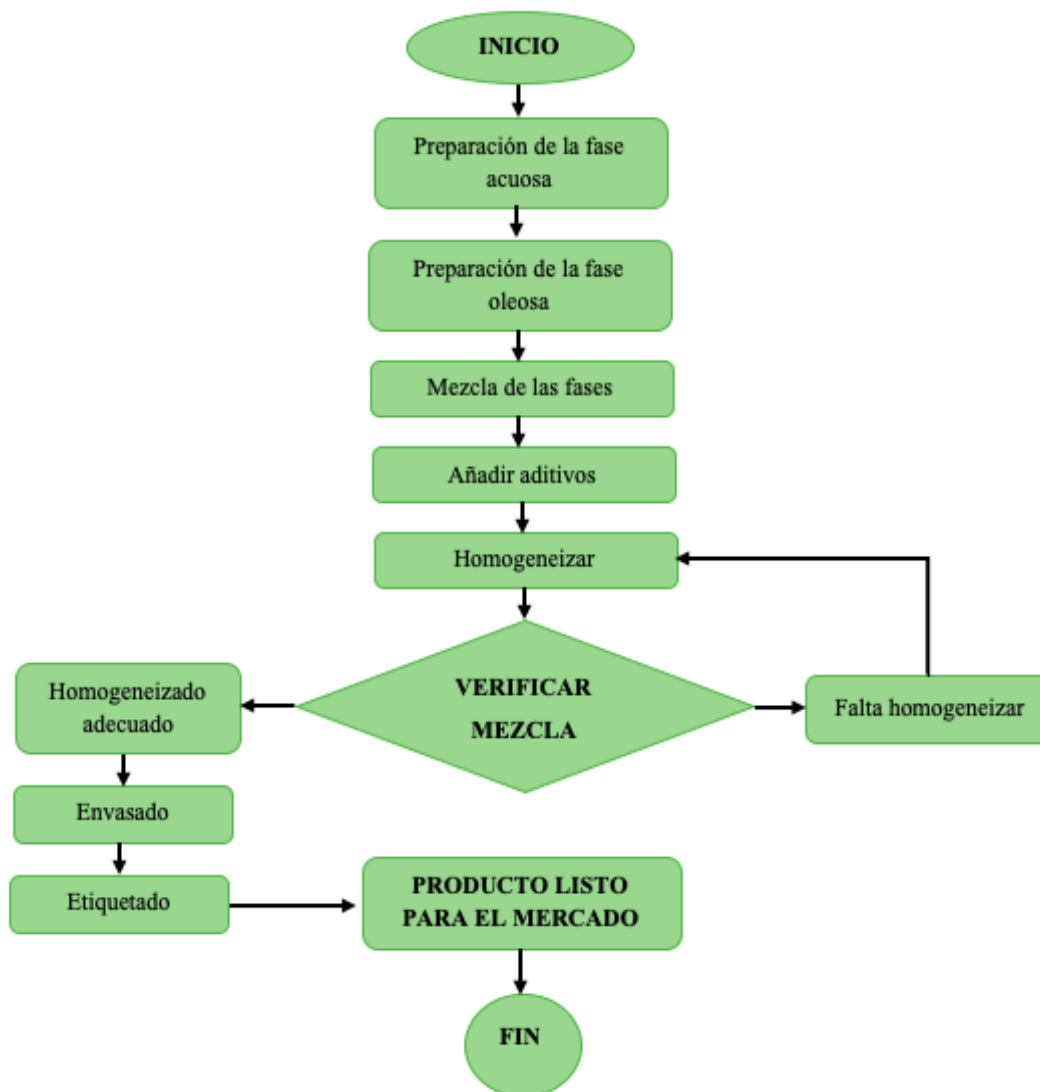 INICIO
Preparación de la fase
acuosa
Preparación de la fase
oleosa
Mezcla de las fases
Añadir aditivos
Homogeneizar
VERIFICAR
MEZCLA
Homogeneizado
adecuado
Falta homogeneizar
Envasado
Etiquetado
PRODUCTO LISTO
PARA EL MERCADO
FIN